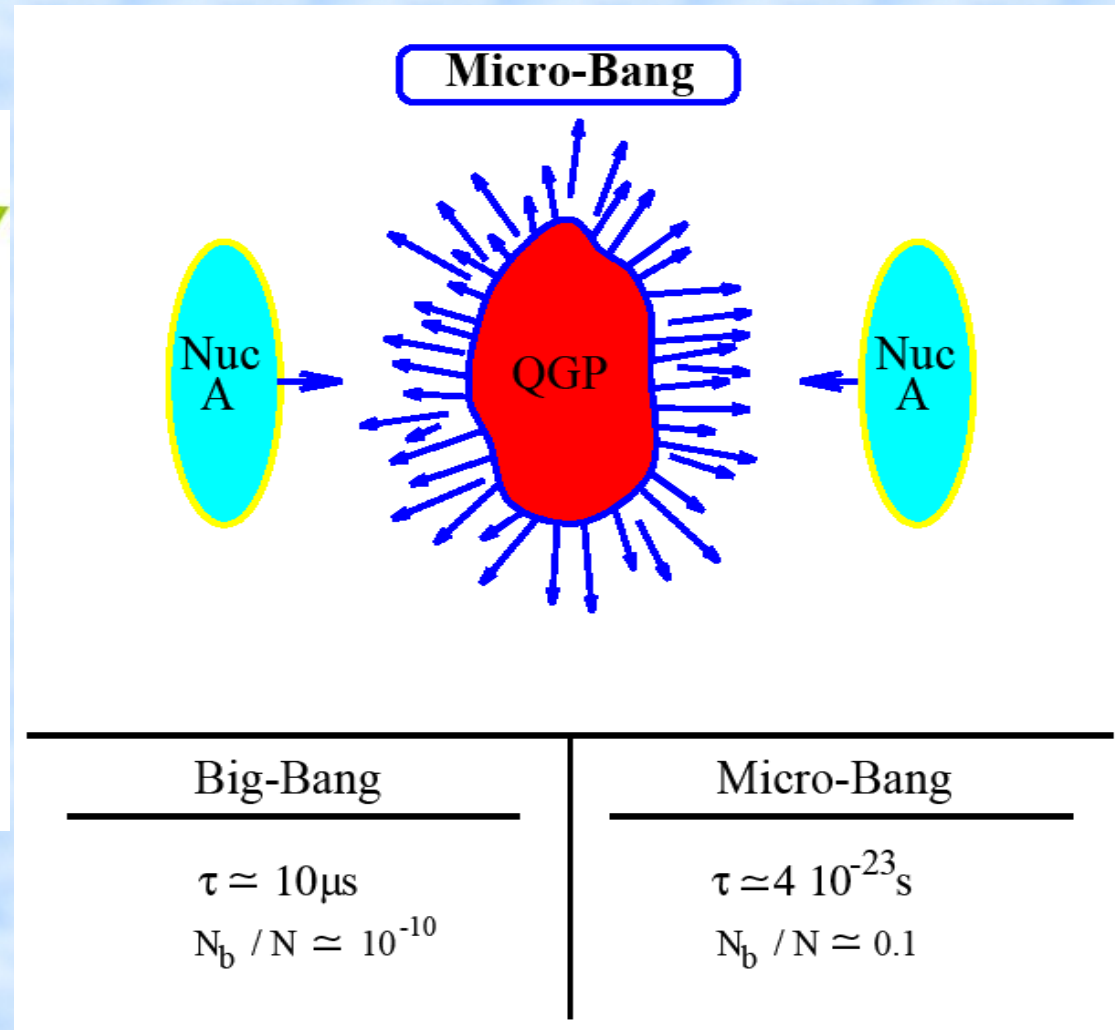 Micro-Bang
Nuc
A
QGP
Nuc
A
Big-Bang
Micro-Bang
τ ≃ 10μs
τ ≃4 10⁻²³s
N_b / N ≃ 10⁻¹⁰
N_b / N ≃ 0.1